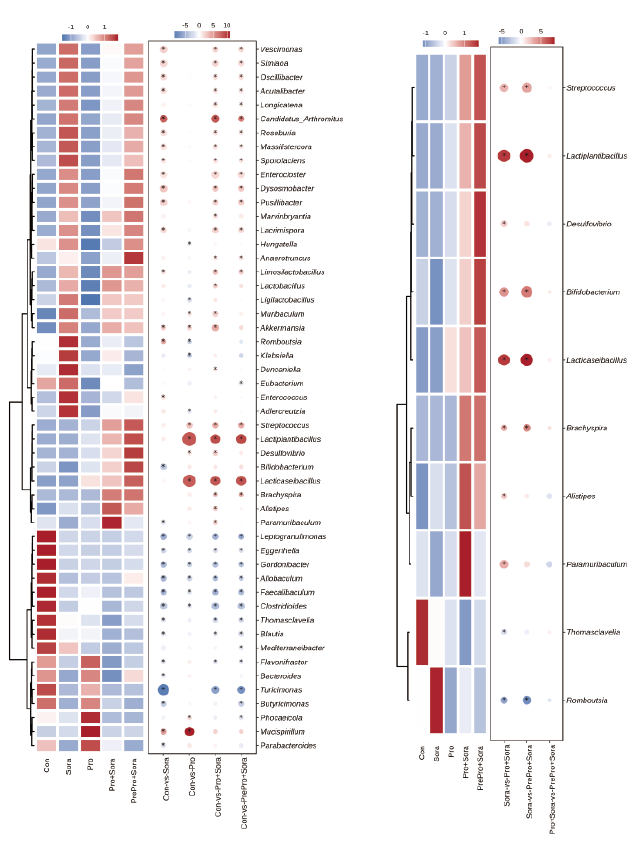 -1 0 1
-5 0 5 10
Vescimonas
Simiaoa
Oscillibacter
Acutalibacter
Longicatena
Candidatus_Arthromitus
Roseburia
Massilistercora
Sporofaciens
Enterocloster
Dysosmobacter
Pusillibacter
Marvinbryantia
Lacrimispora
Hungatella
Anaerotruncus
Limosilactobacillus
Lactobacillus
Ligilactobacillus
Muribaculum
Akkermansia
Romboutsia
Klebsiella
Duncaniella
Eubacterium
Enterococcus
Adlercreutzia
Streptococcus
Lactiplantibacillus
Desulfovibrio
Bifidobacterium
Lacticaseibacillus
Brachyspira
Alistipes
Paramuribaculum
Leptogranulimonas
Eggerthella
Gordonibacter
Allobaculum
Faecalibaculum
Clostridioides
Thomasclavelia
Blautia
Mediterraneibacter
Flavonifractor
Bacteroides
Turicimonas
Butyricimonas
Phocaeicola
Mucispirillum
Parabacteroides
Con
Sora
Pro
Pro+Sora
PrePro+Sora
Con-vs-Sora
Con-vs-Pro
Con-vs-Pro+Sora
Con-vs-PrePro+Sora
-1 0 1
-5 0 5
Streptococcus
Lactiplantibacillus
Desulfovibrio
Bifidobacterium
Lacticaseibacillus
Brachyspira
Alistipes
Paramuribaculum
Thomasclavelia
Romboutsia
Con
Sora
Pro
Pro+Sora
PrePro+Sora
Sora-vs-Pro+Sora
Sora-vs-PrePro+Sora
Pro+Sora-vs-PrePro+Sora